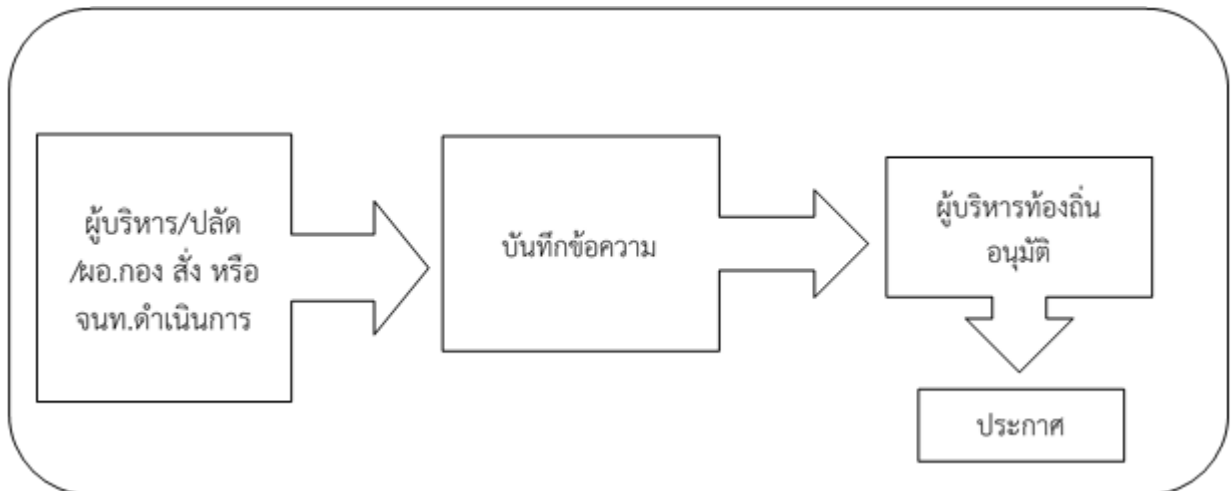 ผู้บริหาร/ปลัด
/ผอ.กอง สั่ง หรือ
จนท.ดำเนินการ
บันทึกข้อความ
ผู้บริหารท้องถิ่น
อนุมัติ
ประกาศ